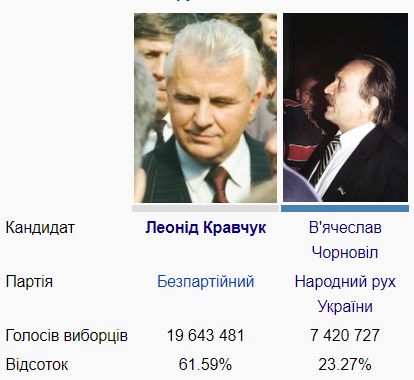 Кандидат Леонід Кравчук В'ячеслав
Чорновіл
Партія Безпартійний Народний рух
України
Голосів виборців 19 643 481 7 420 727
Відсоток 61.59% 23.27%